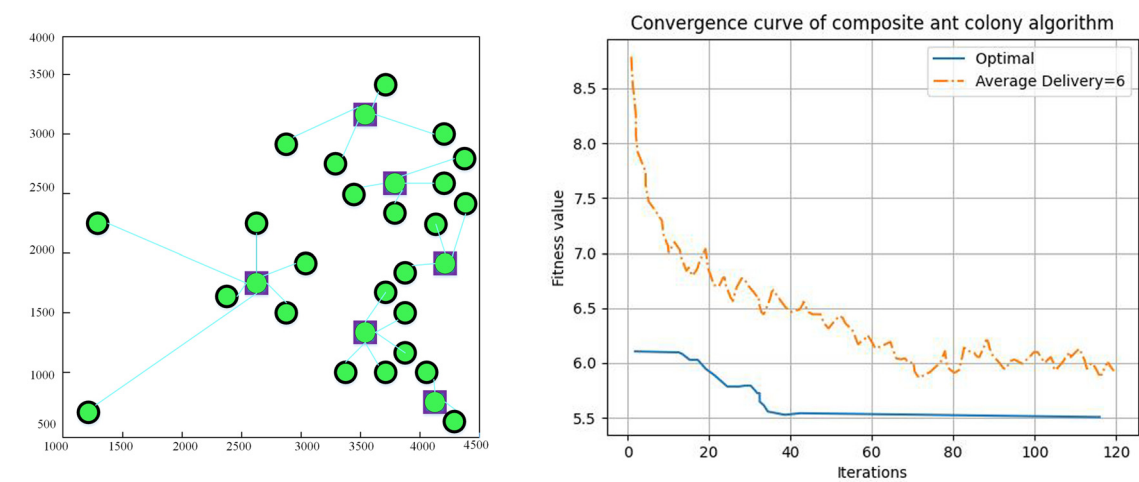 4000
3500
3000
2500
2000
1500
1000
500
1000 1500 2000 2500 3000 3500 4000 4500
Convergence curve of composite ant colony algorithm
Optimal
Average Delivery=6
8.5
8.0
7.5
7.0
6.5
6.0
5.5
Fitness value
0 20 40 60 80 100 120
Iterations